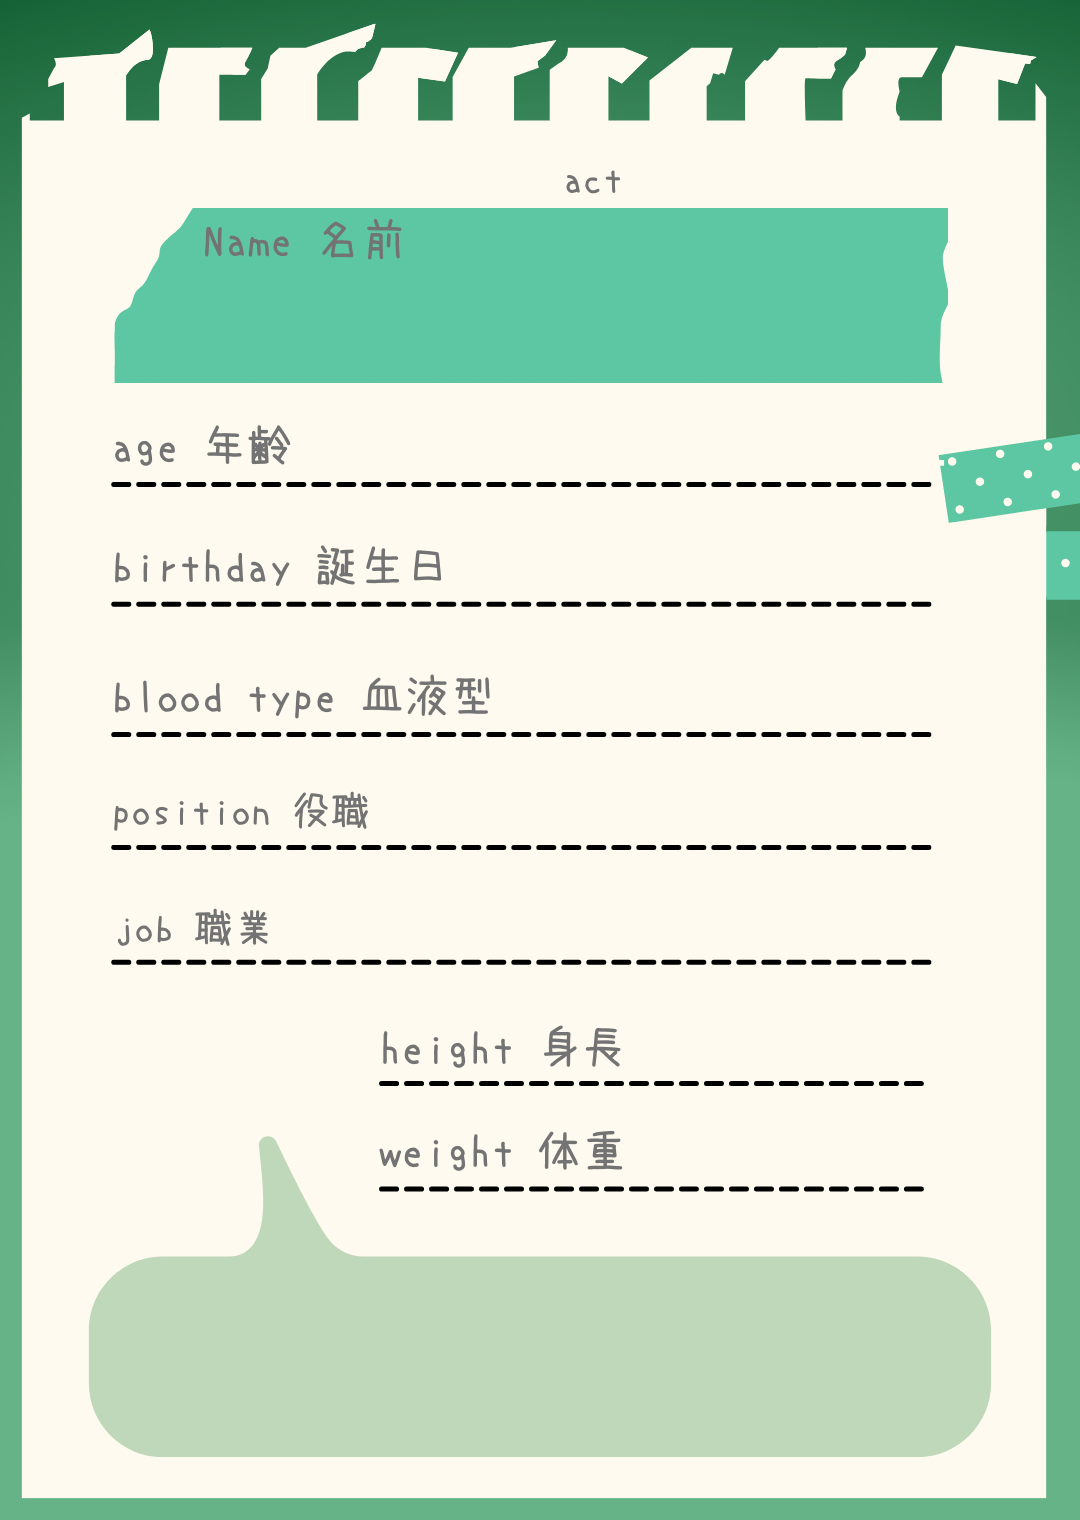 act
Name 名前
age 年齢
birthday 誕生日
blood type 血液型
position 役職
job 職業
height 身長
weight 体重